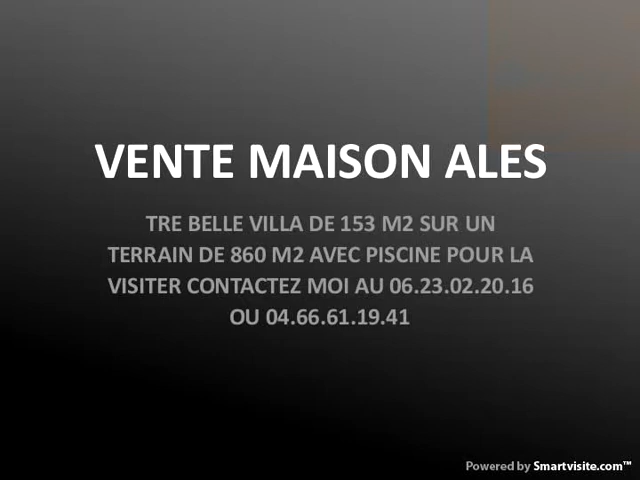 VENTE MAISON ALES
TRE BELLE VILLA DE 153 M2 SUR UN
TERRAIN DE 860 M2 AVEC PISCINE POUR LA
VISITER CONTACTEZ MOI AU 06.23.02.20.16
OU 04.66.61.19.41
Powered by Smartvisite.com™